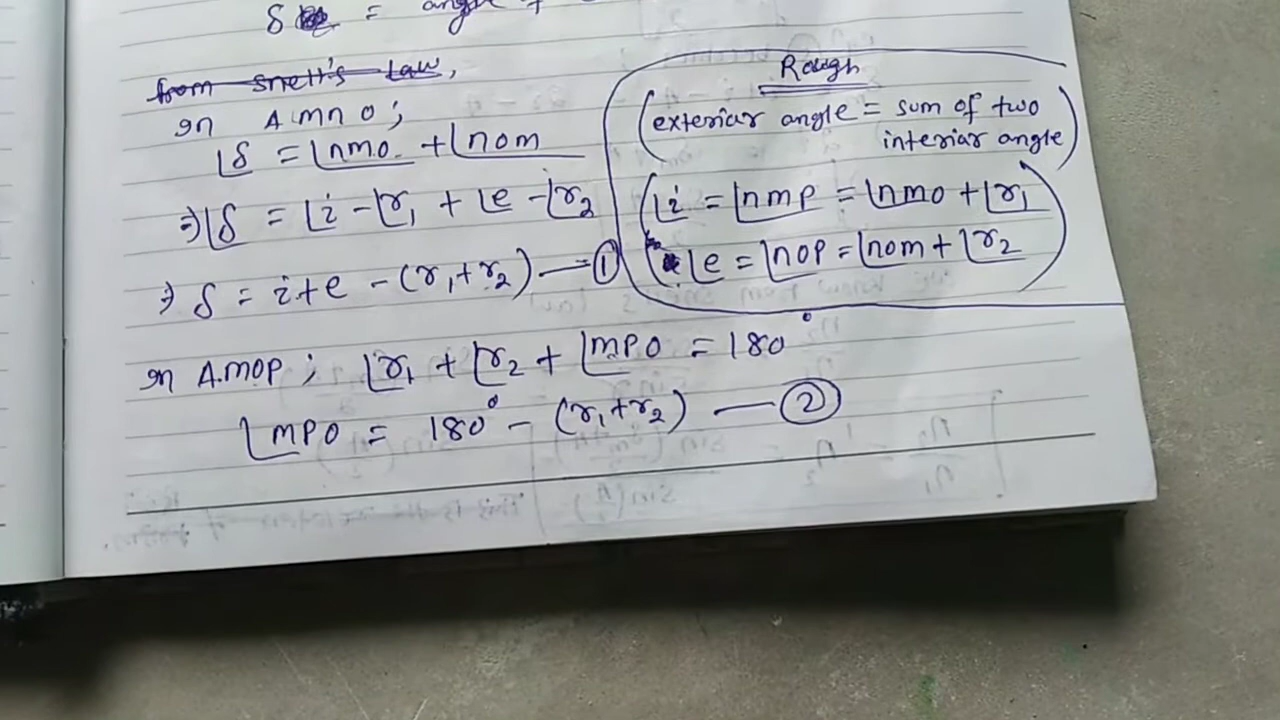 δ = angle
from snell's law,
In Δ mno ;
∠δ = ∠nmo + ∠nom
⇒ ∠δ = ∠i - ∠r₁ + ∠e - ∠r₂
⇒ δ = i + e - (r₁+r₂) — ①
Rough
(exterior angle = sum of two
interior angle)
(∠i = ∠nmp = ∠nmo + ∠r₁
∠e = ∠nop = ∠nom + ∠r₂)
In Δ MOP ; ∠r₁ + ∠r₂ + ∠MPO = 180°
∠MPO = 180° - (r₁+r₂) — ②